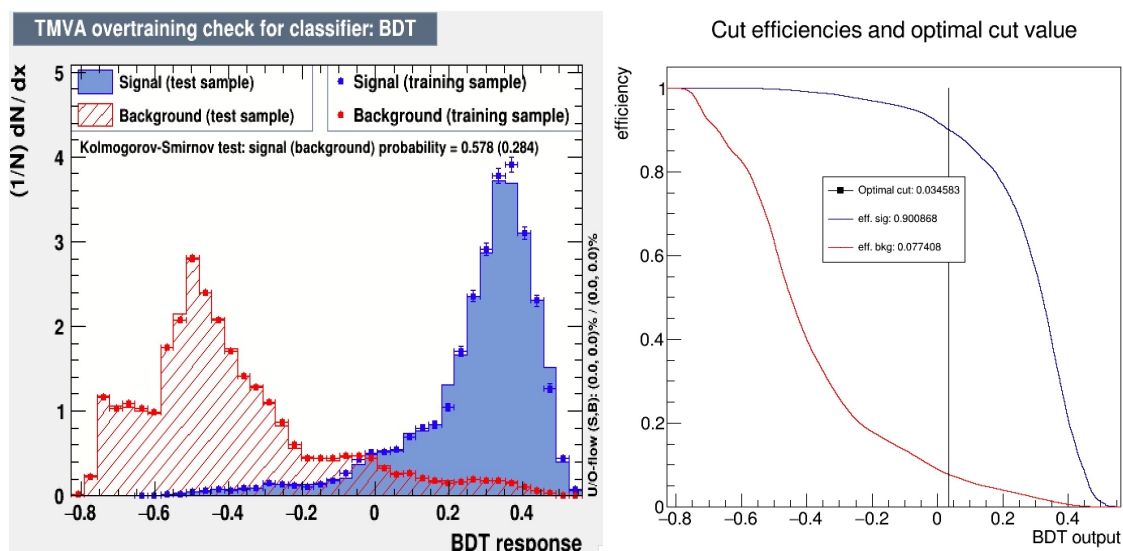 TMVA overtraining check for classifier: BDT
(1/N) dN/dx
5
4
3
2
1
0
Signal (test sample)
Background (test sample)
Signal (training sample)
Background (training sample)
Kolmogorov-Smirnov test: signal (background) probability = 0.578 (0.284)
U/O-flow (S,B): (0.0, 0.0)% / (0.0, 0.0)%
−0.8 −0.6 −0.4 −0.2 0 0.2 0.4
BDT response
Cut efficiencies and optimal cut value
efficiency
1
0.8
0.6
0.4
0.2
0
Optimal cut: 0.034583
eff. sig: 0.900868
eff. bkg: 0.077408
−0.8 −0.6 −0.4 −0.2 0 0.2 0.4
BDT output